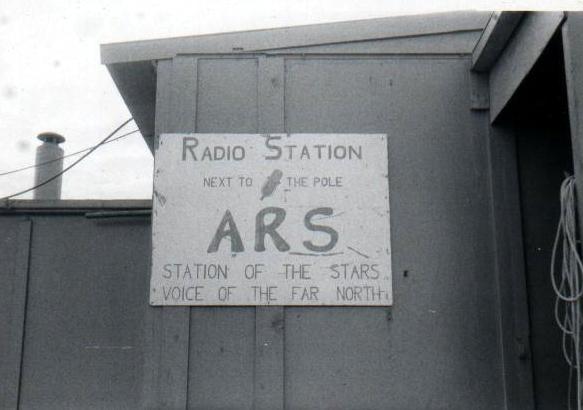 RADIO STATION
NEXT TO THE POLE
ARS
STATION OF THE STARS
VOICE OF THE FAR NORTH